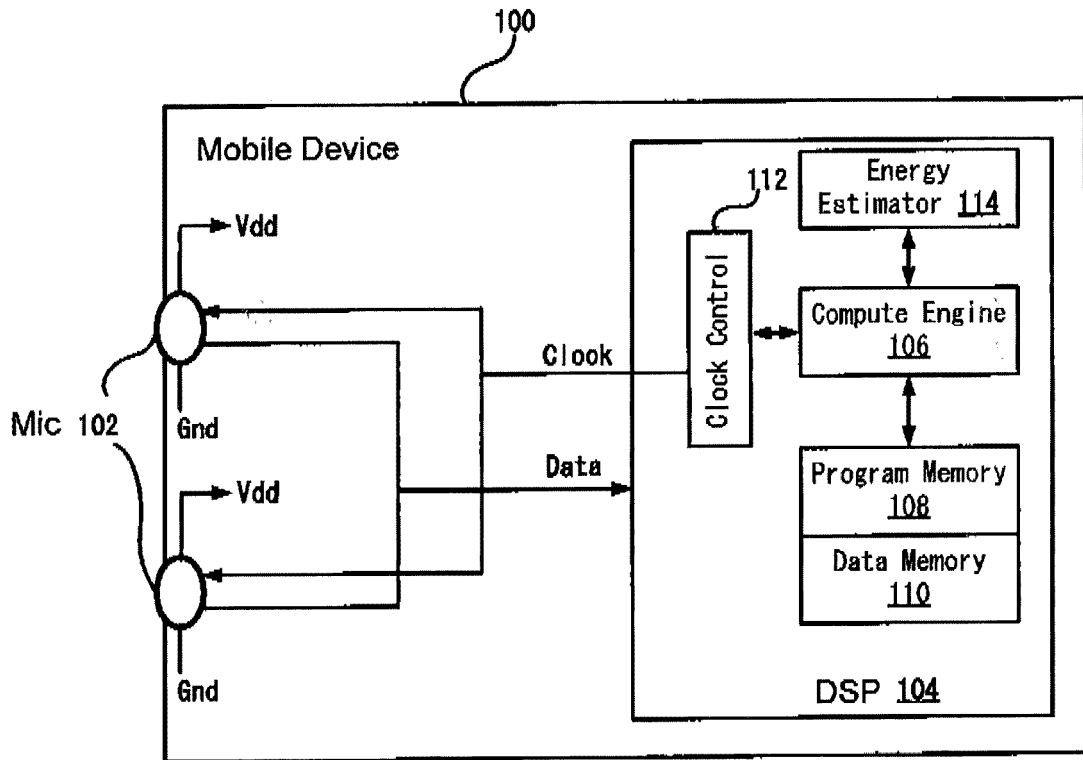 100
Mobile Device
112
Energy
Estimator 114
Vdd
Clock Control
Compute Engine
106
Clook
Mic 102
Gnd
Data
Vdd
Program Memory
108
Data Memory
110
Gnd
DSP 104